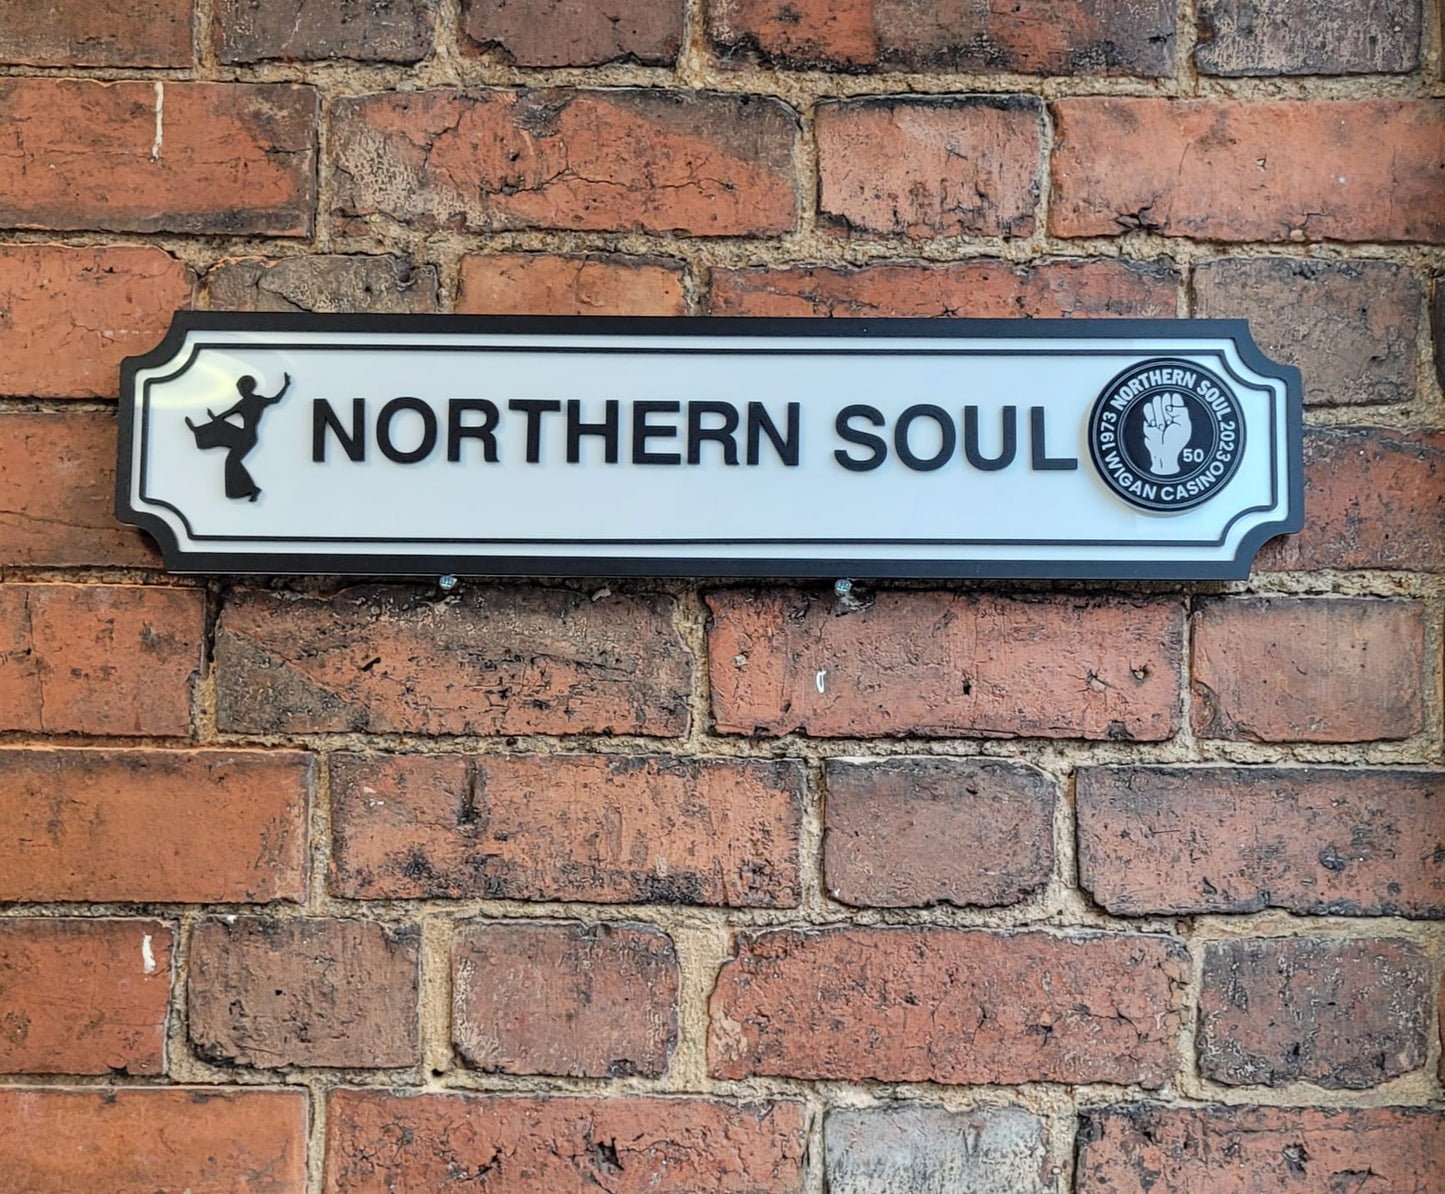 NORTHERN SOUL
NORTHERN SOUL
1973
2023
50
WIGAN CASINO